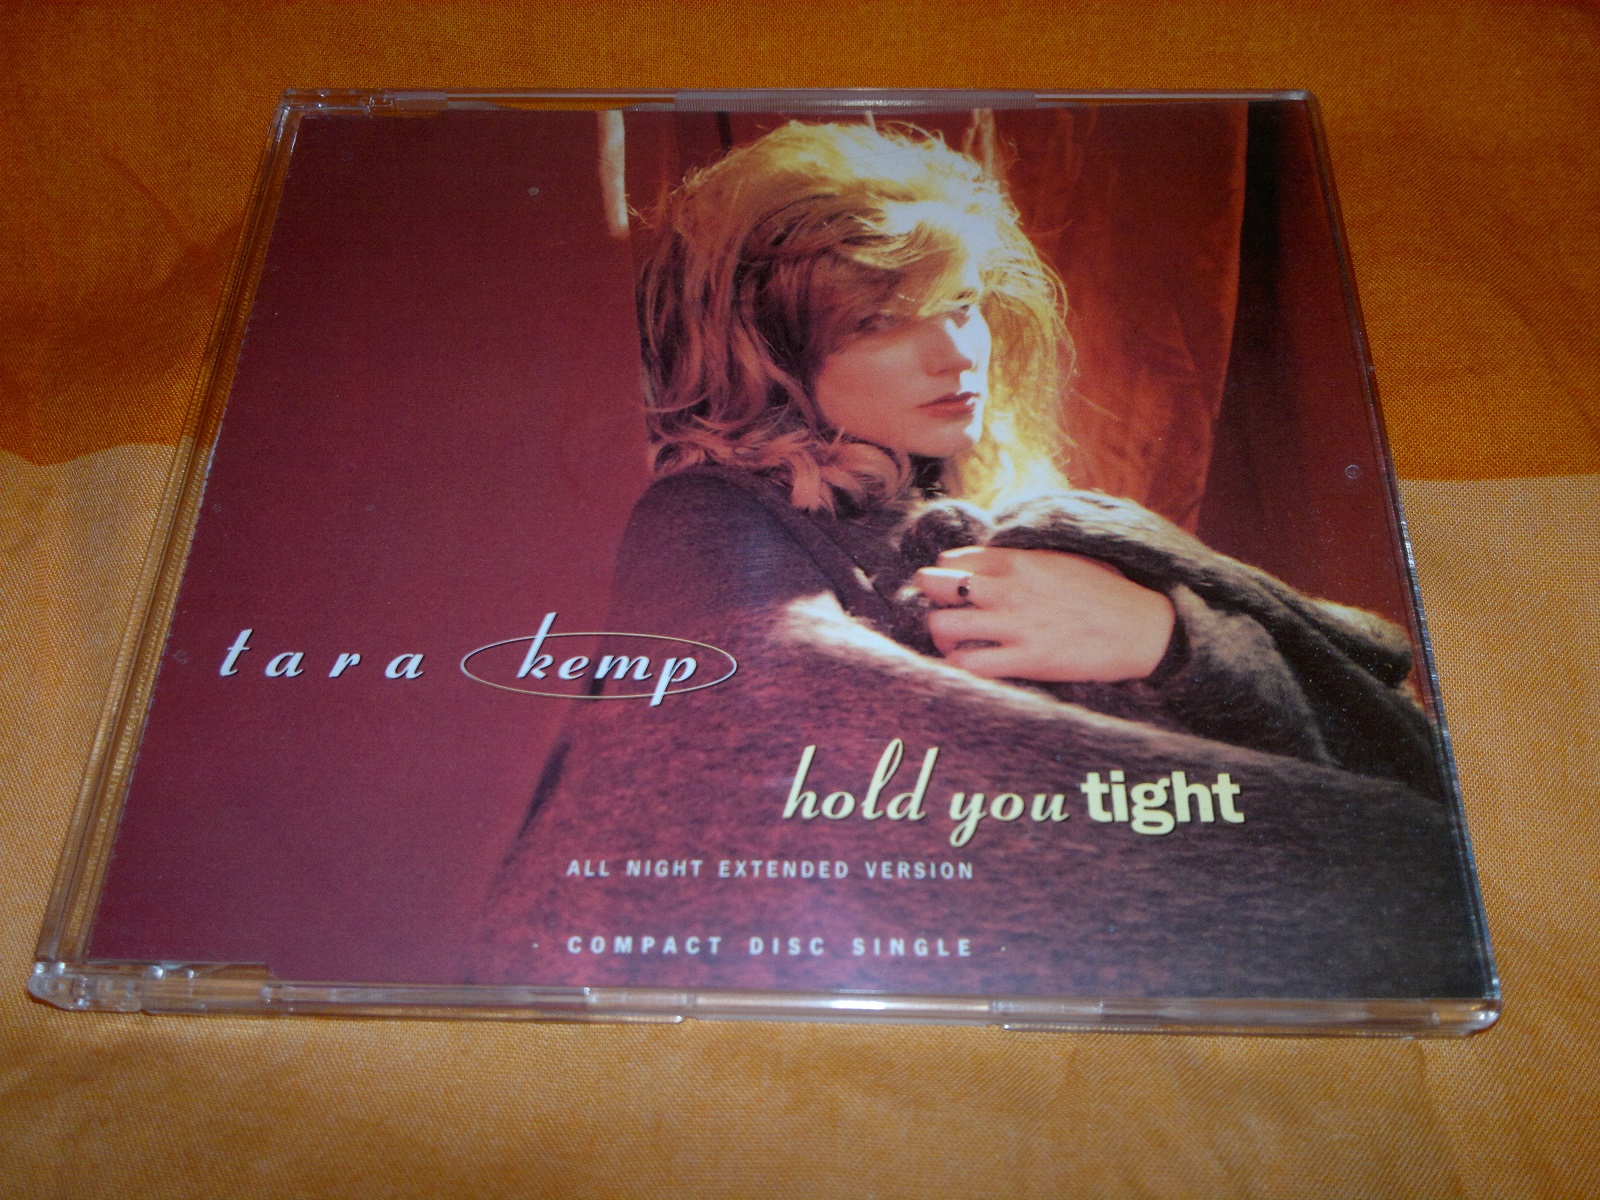 tara kemp
hold you tight
ALL NIGHT EXTENDED VERSION
· COMPACT DISC SINGLE ·